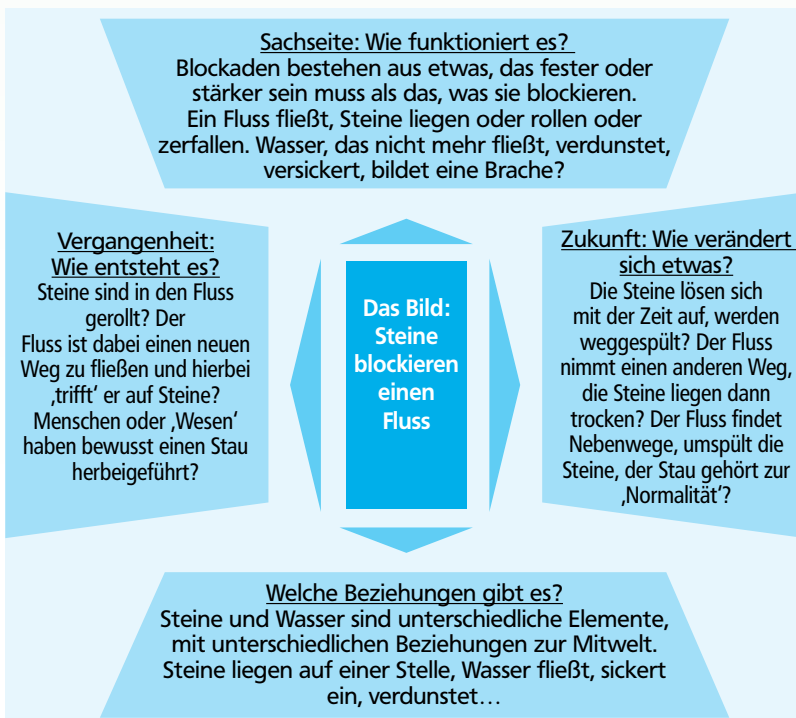 Sachseite: Wie funktioniert es?
Blockaden bestehen aus etwas, das fester oder
stärker sein muss als das, was sie blockieren.
Ein Fluss fließt, Steine liegen oder rollen oder
zerfallen. Wasser, das nicht mehr fließt, verdunstet,
versickert, bildet eine Brache?
Vergangenheit:
Wie entsteht es?
Steine sind in den Fluss
gerollt? Der
Fluss ist dabei einen neuen
Weg zu fließen und hierbei
‚trifft‘ er auf Steine?
Menschen oder ‚Wesen‘
haben bewusst einen Stau
herbeigeführt?
Das Bild:
Steine
blockieren
einen
Fluss
Zukunft: Wie verändert
sich etwas?
Die Steine lösen sich
mit der Zeit auf, werden
weggespült? Der Fluss
nimmt einen anderen Weg,
die Steine liegen dann
trocken? Der Fluss findet
Nebenwege, umspült die
Steine, der Stau gehört zur
‚Normalität‘?
Welche Beziehungen gibt es?
Steine und Wasser sind unterschiedliche Elemente,
mit unterschiedlichen Beziehungen zur Mitwelt.
Steine liegen auf einer Stelle, Wasser fließt, sickert
ein, verdunstet…